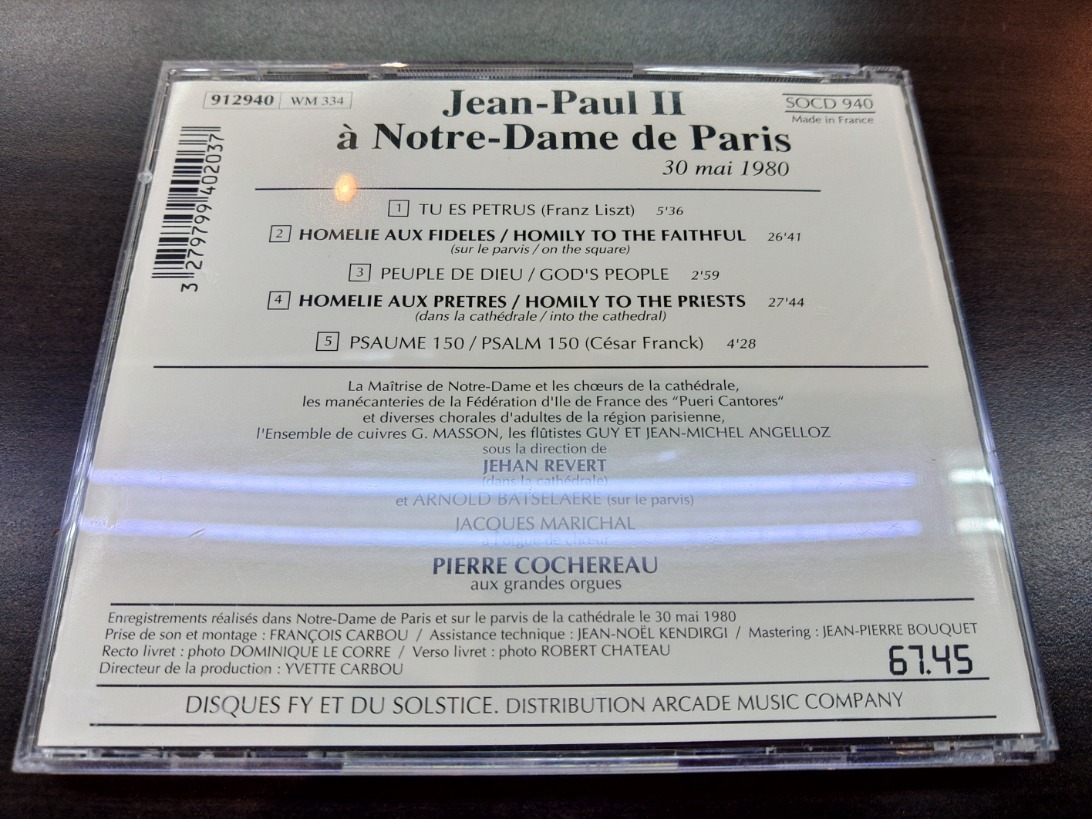 912940 WM 334
Jean-Paul II
SOCD 940
Made in France
à Notre-Dame de Paris
30 mai 1980
3 279799 402037
1 TU ES PETRUS (Franz Liszt) 5'36
2 HOMELIE AUX FIDELES / HOMILY TO THE FAITHFUL 26'41
(sur le parvis / on the square)
3 PEUPLE DE DIEU / GOD'S PEOPLE 2'59
4 HOMELIE AUX PRETRES / HOMILY TO THE PRIESTS 27'44
(dans la cathédrale / into the cathedral)
5 PSAUME 150 / PSALM 150 (César Franck) 4'28
La Maîtrise de Notre-Dame et les chœurs de la cathédrale,
les manécanteries de la Fédération d'Ile de France des "Pueri Cantores"
et diverses chorales d'adultes de la région parisienne,
l'Ensemble de cuivres G. MASSON, les flûtistes GUY ET JEAN-MICHEL ANGELLOZ
sous la direction de
JEHAN REVERT
(dans la cathédrale)
et ARNOLD BATSELAERE (sur le parvis)
JACQUES MARICHAL
à l'orgue de chœur
PIERRE COCHEREAU
aux grandes orgues
Enregistrements réalisés dans Notre-Dame de Paris et sur le parvis de la cathédrale le 30 mai 1980
Prise de son et montage : FRANÇOIS CARBOU / Assistance technique : JEAN-NOËL KENDIRGI / Mastering : JEAN-PIERRE BOUQUET
Recto livret : photo DOMINIQUE LE CORRE / Verso livret : photo ROBERT CHATEAU
Directeur de la production : YVETTE CARBOU
67.45
DISQUES FY ET DU SOLSTICE. DISTRIBUTION ARCADE MUSIC COMPANY